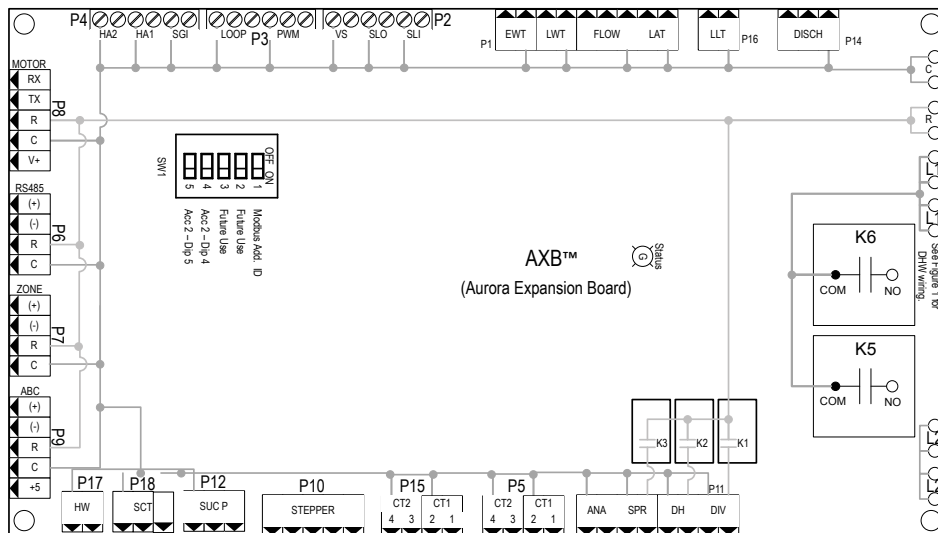 P4
P2
P3
HA2 HA1 SGI LOOP PWM VS SLO SLI
P1 EWT LWT FLOW LAT LLT P16 DISCH P14
C
R
MOTOR
RX
TX
R
C
V+
P8
RS485
(+)
(-)
R
C
P6
ZONE
(+)
(-)
R
C
P7
ABC
(+)
(-)
R
C
+5
P9
SW1
OFF
ON
5 4 3 2 1
Acc 2 – Dip 5
Acc 2 – Dip 4
Future Use
Future Use
Modbus Add. ID
AXB™
(Aurora Expansion Board)
G
Status
L1
L1
See Figure 1 for
DHW wiring.
K6
COM NO
K5
COM NO
L2
L2
K3 K2 K1
P17 P18 P12 P10 P15 P5 P11
HW SCT SUC P STEPPER
CT2 CT1
4 3 2 1
CT2 CT1
4 3 2 1
ANA SPR DH DIV